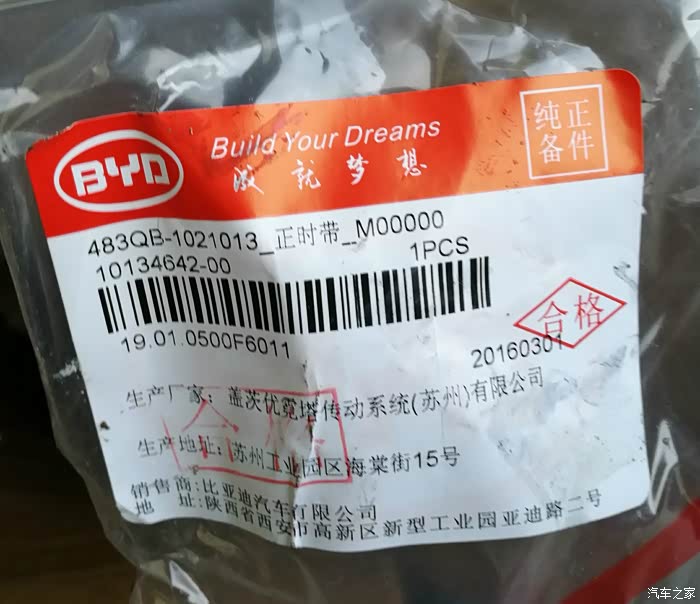 BYD
Build Your Dreams
成就梦想
纯正
备件
483QB-1021013_正时带_M00000
10134642-00
1PCS
19.01.0500F6011
合格
20160301
生产厂家: 盖茨优霓塔传动系统(苏州)有限公司
生产地址: 苏州工业园区海棠街15号
销售商:比亚迪汽车有限公司
地 址:陕西省西安市高新区新型工业园亚迪路二号
汽车之家